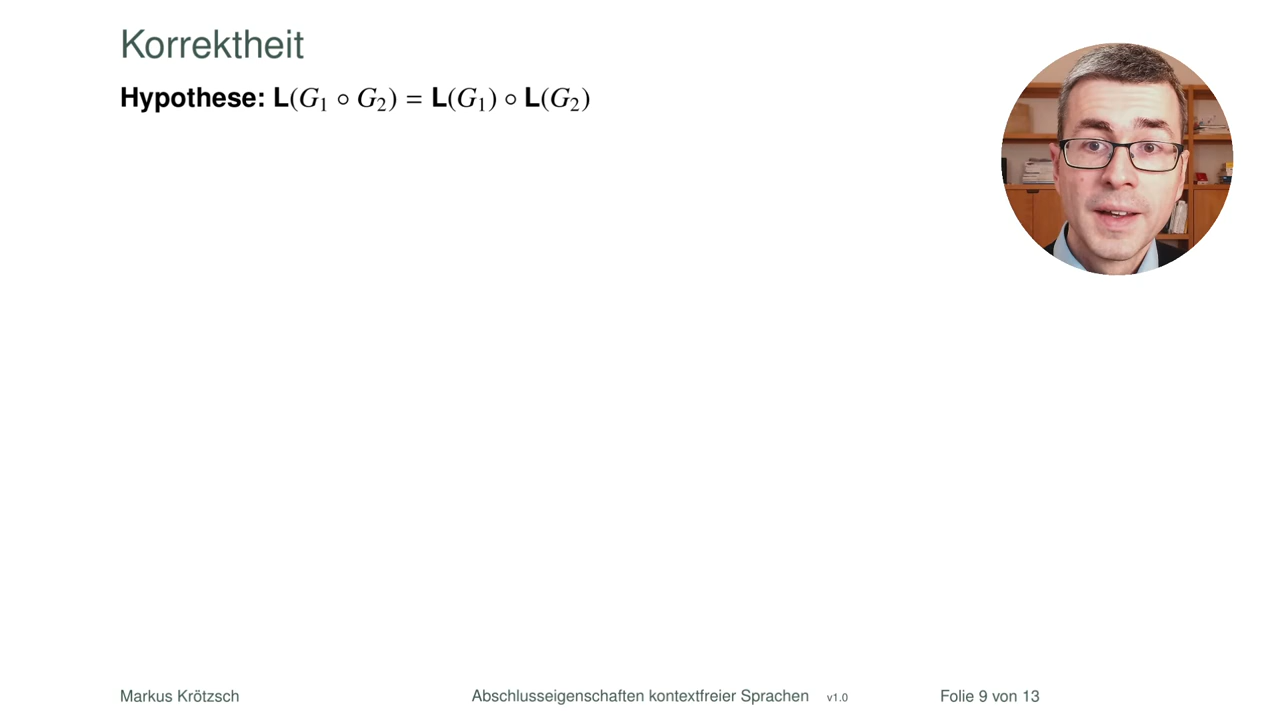 Korrektheit
Hypothese: L(G₁ ∘ G₂) = L(G₁) ∘ L(G₂)
Markus Krötzsch Abschlusseigenschaften kontextfreier Sprachen v1.0 Folie 9 von 13